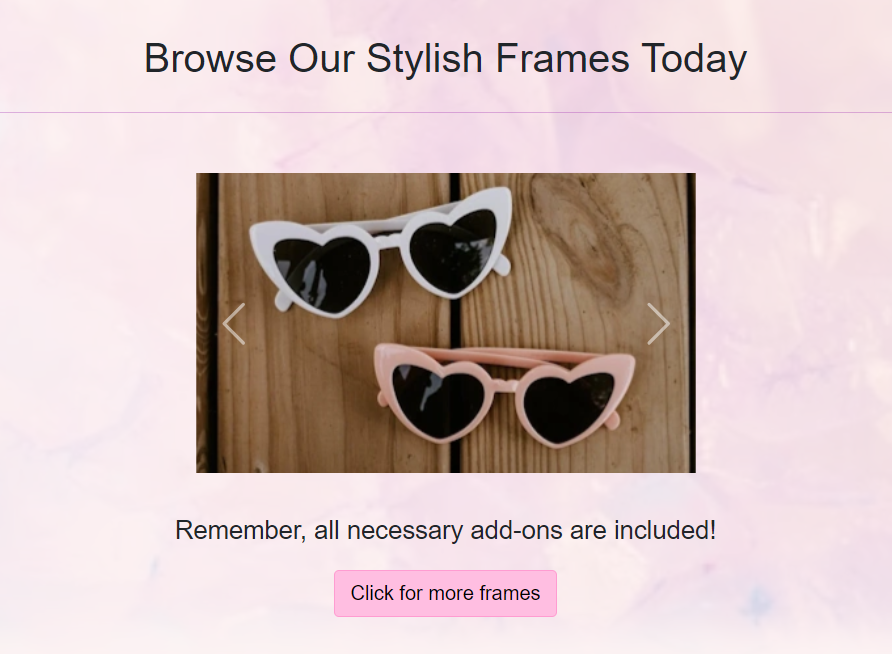 Browse Our Stylish Frames Today
Remember, all necessary add-ons are included!
Click for more frames